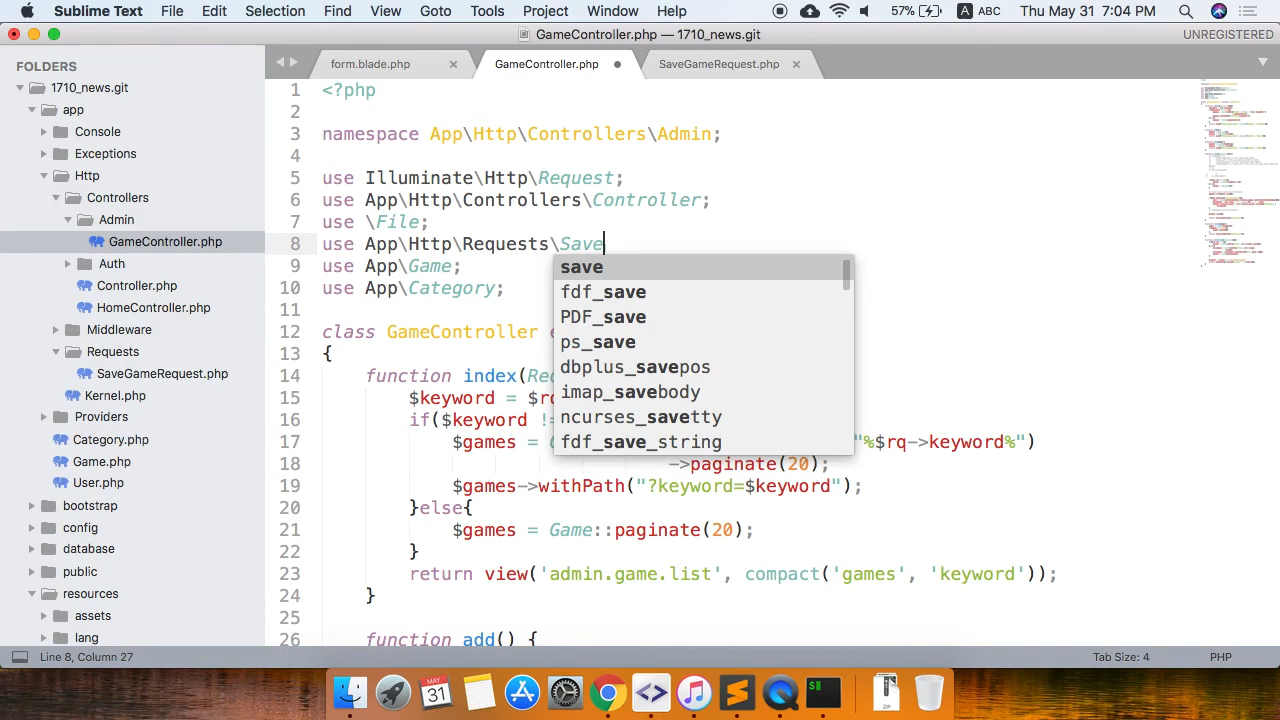 Sublime Text File Edit Selection Find View Goto Tools Project Window Help 57% A ABC Thu May 31 7:04 PM
GameController.php — 1710_news.git UNREGISTERED
FOLDERS
1710_news.git
app
Console
Exceptions
Http
Controllers
Admin
GameController.php
Auth
Controller.php
HomeController.php
Middleware
Requests
SaveGameRequest.php
Kernel.php
Providers
Category.php
Game.php
User.php
bootstrap
config
database
public
resources
assets
lang
form.blade.php × GameController.php SaveGameRequest.php ×
1 <?php
2
3 namespace App\Http\Controllers\Admin;
4
5 use Illuminate\Http\Request;
6 use App\Http\Controllers\Controller;
7 use \File;
8 use App\Http\Requests\Save
9 use App\Game;
10 use App\Category;
11
12 class GameController e
13 {
14 function index(Re
15 $keyword = $r
16 if($keyword !
17 $games = G "%$rq->keyword%")
18 ->paginate(20);
19 $games->withPath("?keyword=$keyword");
20 }else{
21 $games = Game::paginate(20);
22 }
23 return view('admin.game.list', compact('games', 'keyword'));
24 }
25
26 function add() {
save
fdf_save
PDF_save
ps_save
dbplus_savepos
imap_savebody
ncurses_savetty
fdf_save_string
Line 8, Column 27 Tab Size: 4 PHP
MAY
31
ZIP